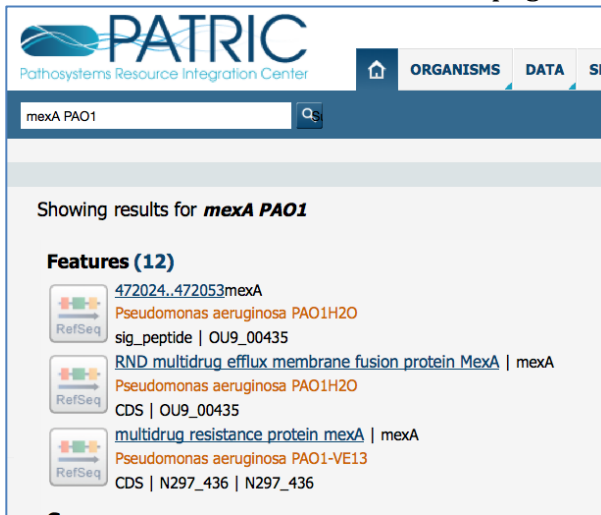 PATRIC
Pathosystems Resource Integration Center
ORGANISMS DATA
mexA PAO1
Showing results for mexA PAO1
Features (12)
472024..472053mexA
Pseudomonas aeruginosa PAO1H2O
RefSeq
sig_peptide | OU9_00435
RND multidrug efflux membrane fusion protein MexA | mexA
Pseudomonas aeruginosa PAO1H2O
RefSeq
CDS | OU9_00435
multidrug resistance protein mexA | mexA
Pseudomonas aeruginosa PAO1-VE13
RefSeq
CDS | N297_436 | N297_436